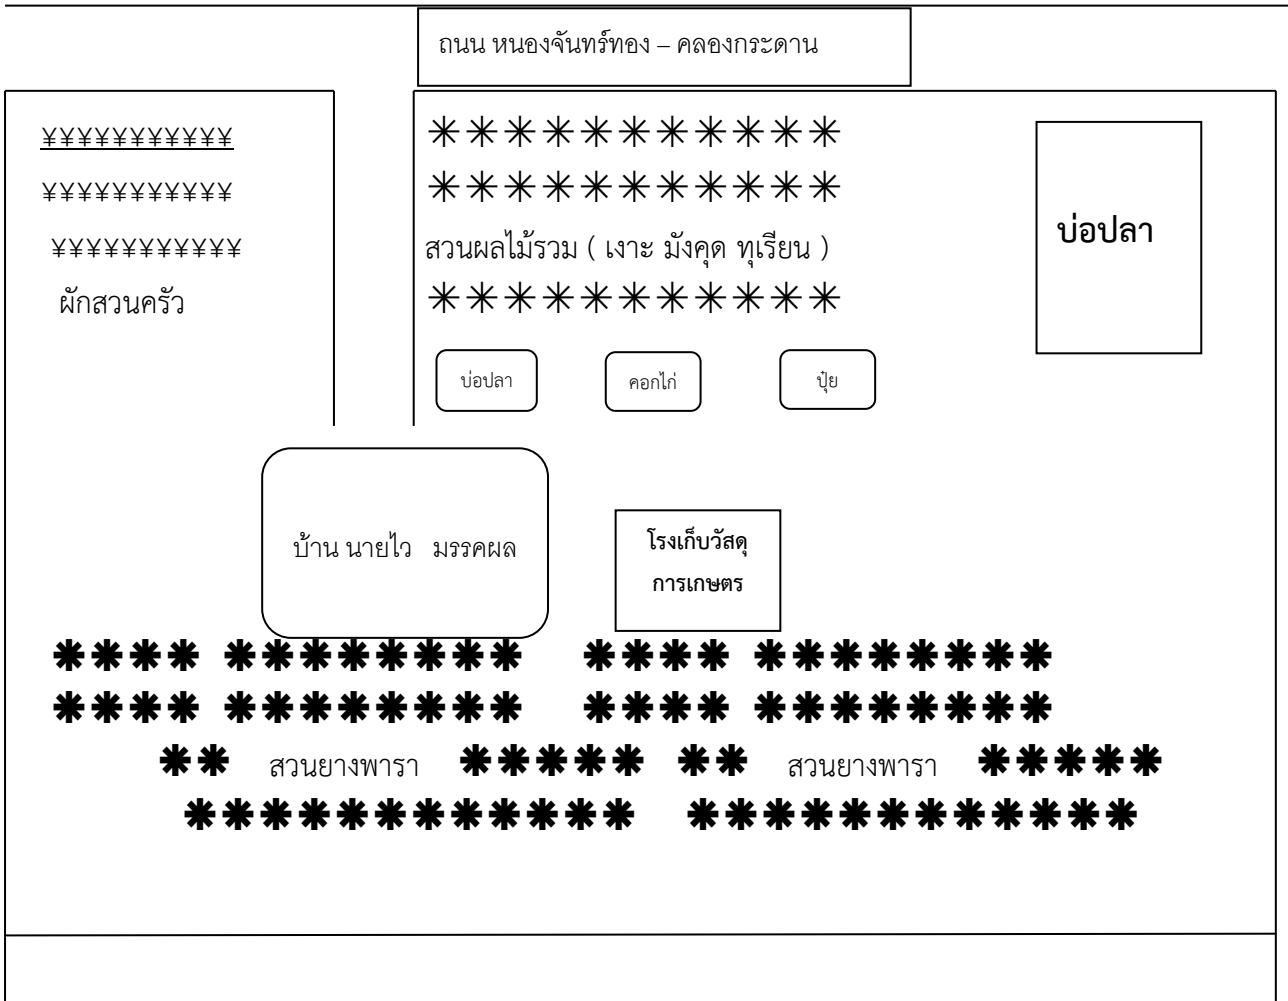 ถนน หนองจันทร์ทอง – คลองกระดาน
¥¥¥¥¥¥¥¥¥¥¥
¥¥¥¥¥¥¥¥¥¥¥
¥¥¥¥¥¥¥¥¥¥¥
ผักสวนครัว
สวนผลไม้รวม ( เงาะ มังคุด ทุเรียน )
บ่อปลา
บ่อปลา
คอกไก่
ปุ๋ย
บ้าน นายไว มรรคผล
โรงเก็บวัสดุ
การเกษตร
สวนยางพารา
สวนยางพารา